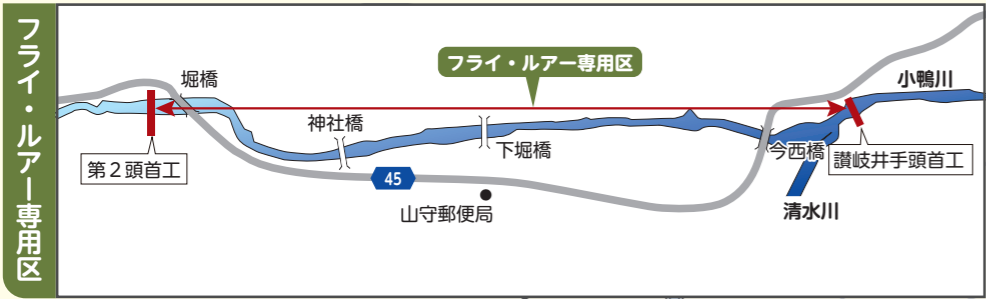 フライ・ルアー専用区
フライ・ルアー専用区
堀橋
小鴨川
神社橋
下堀橋
今西橋
讃岐井手頭首工
第2頭首工
45
山守郵便局
清水川